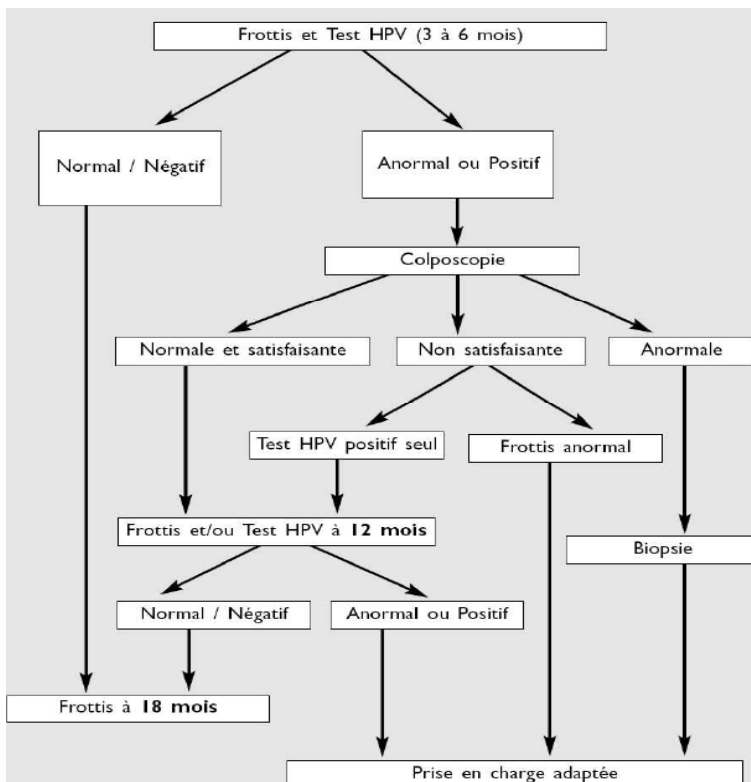 Frottis et Test HPV (3 à 6 mois)
Normal / Négatif
Anormal ou Positif
Colposcopie
Normale et satisfaisante
Non satisfaisante
Anormale
Test HPV positif seul
Frottis anormal
Frottis et/ou Test HPV à 12 mois
Biopsie
Normal / Négatif
Anormal ou Positif
Frottis à 18 mois
Prise en charge adaptée